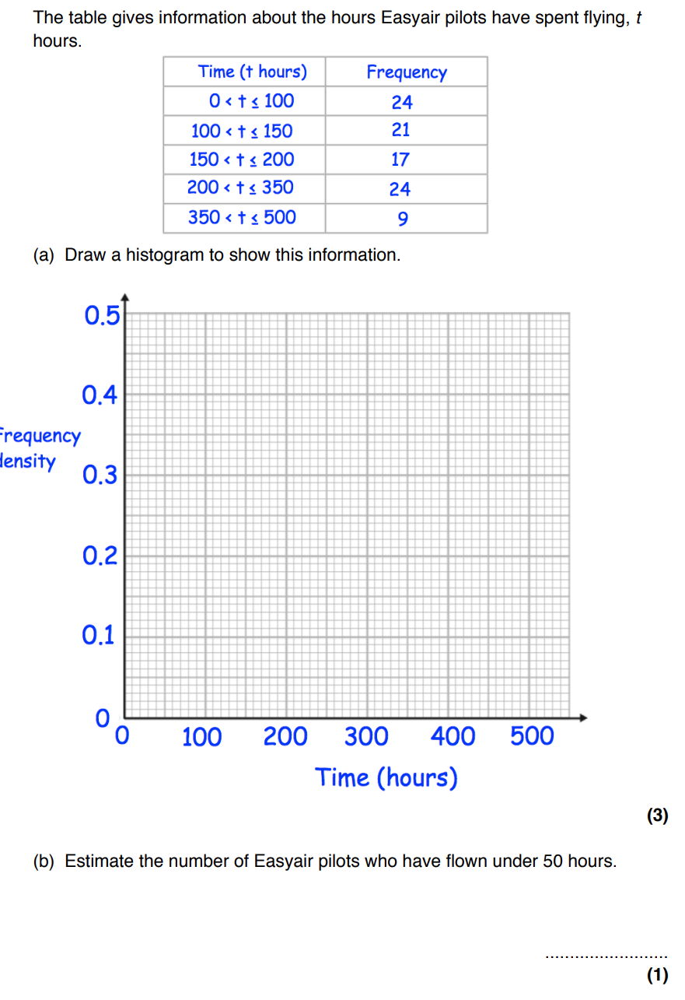 The table gives information about the hours Easyair pilots have spent flying, t
hours.
Time (t hours) Frequency
0 < t ≤ 100 24
100 < t ≤ 150 21
150 < t ≤ 200 17
200 < t ≤ 350 24
350 < t ≤ 500 9
(a) Draw a histogram to show this information.
0.5
0.4
Frequency
density
0.3
0.2
0.1
0
0 100 200 300 400 500
Time (hours)
(3)
(b) Estimate the number of Easyair pilots who have flown under 50 hours.
.........................
(1)